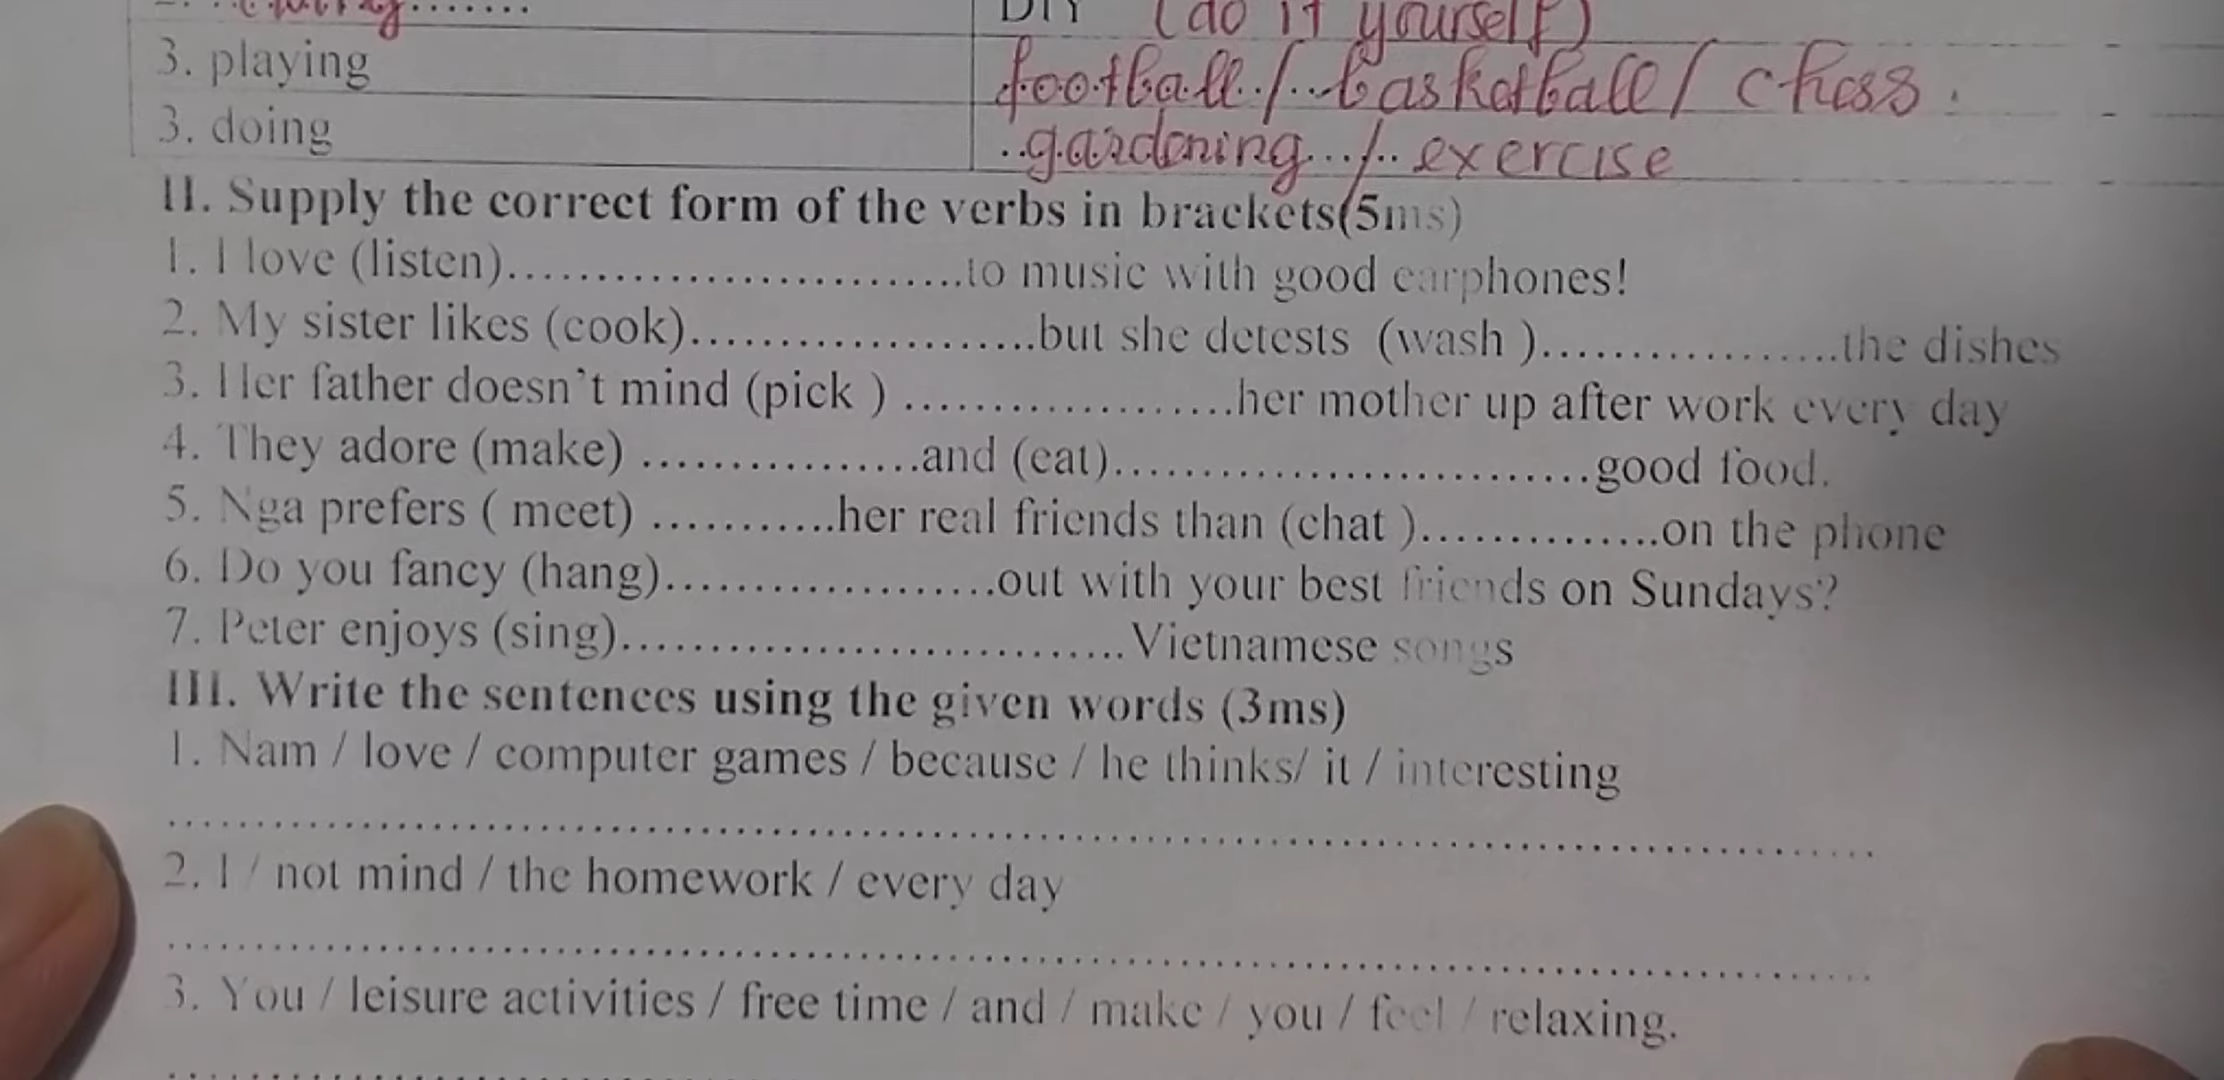 DIY (do it yourself)
3. playing football / basketball / chess.
3. doing gardening / exercise
II. Supply the correct form of the verbs in brackets(5ms)
1. I love (listen)..............................to music with good earphones!
2. My sister likes (cook).......................but she detests (wash )....................the dishes
3. Her father doesn't mind (pick ) ......................her mother up after work every day
4. They adore (make) ...................and (eat)................................good food.
5. Nga prefers ( meet) ............her real friends than (chat )................on the phone
6. Do you fancy (hang)......................out with your best friends on Sundays?
7. Peter enjoys (sing)..................................Vietnamese songs
III. Write the sentences using the given words (3ms)
1. Nam / love / computer games / because / he thinks/ it / interesting
2. I / not mind / the homework / every day
3. You / leisure activities / free time / and / make / you / feel / relaxing.